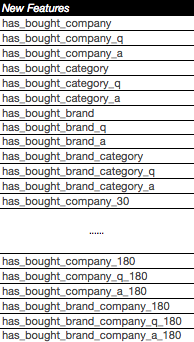 New Features
has_bought_company
has_bought_company_q
has_bought_company_a
has_bought_category
has_bought_category_q
has_bought_category_a
has_bought_brand
has_bought_brand_q
has_bought_brand_a
has_bought_brand_category
has_bought_brand_category_q
has_bought_brand_category_a
has_bought_company_30
......
has_bought_company_180
has_bought_company_q_180
has_bought_company_a_180
has_bought_brand_company_180
has_bought_brand_company_q_180
has_bought_brand_company_a_180